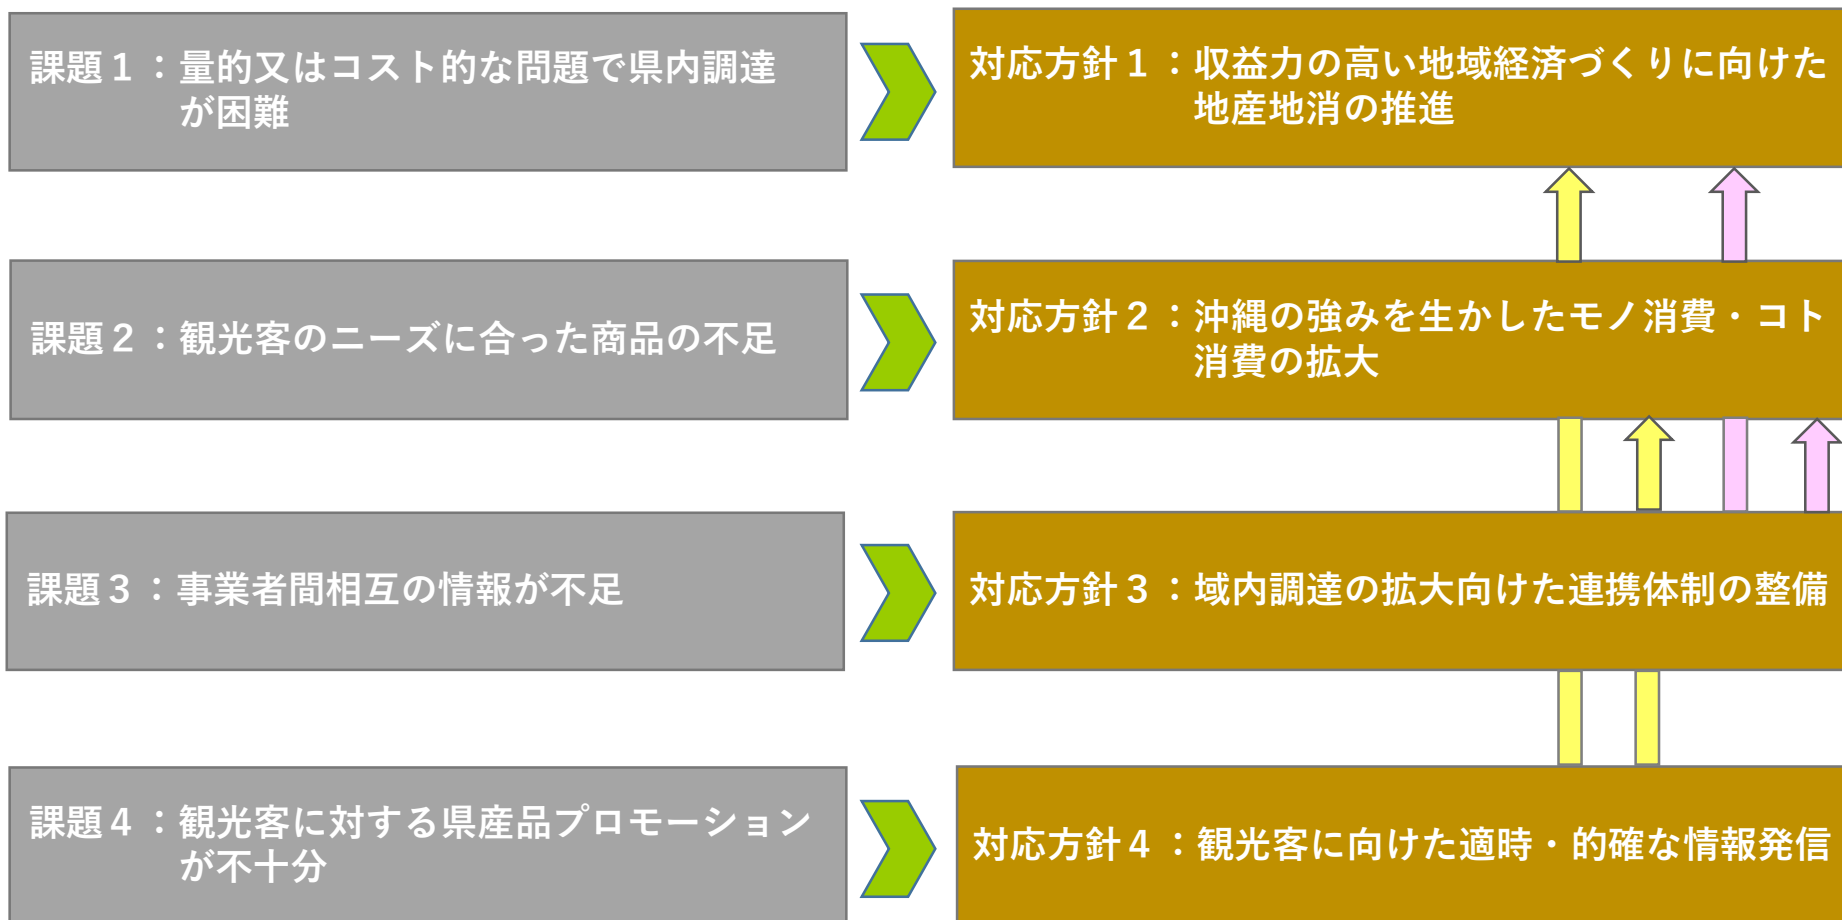 課題１：量的又はコスト的な問題で県内調達
が困難
対応方針１：収益力の高い地域経済づくりに向けた
地産地消の推進
課題２：観光客のニーズに合った商品の不足
対応方針２：沖縄の強みを生かしたモノ消費・コト
消費の拡大
課題３：事業者間相互の情報が不足
対応方針３：域内調達の拡大向けた連携体制の整備
課題４：観光客に対する県産品プロモーション
が不十分
対応方針４：観光客に向けた適時・的確な情報発信